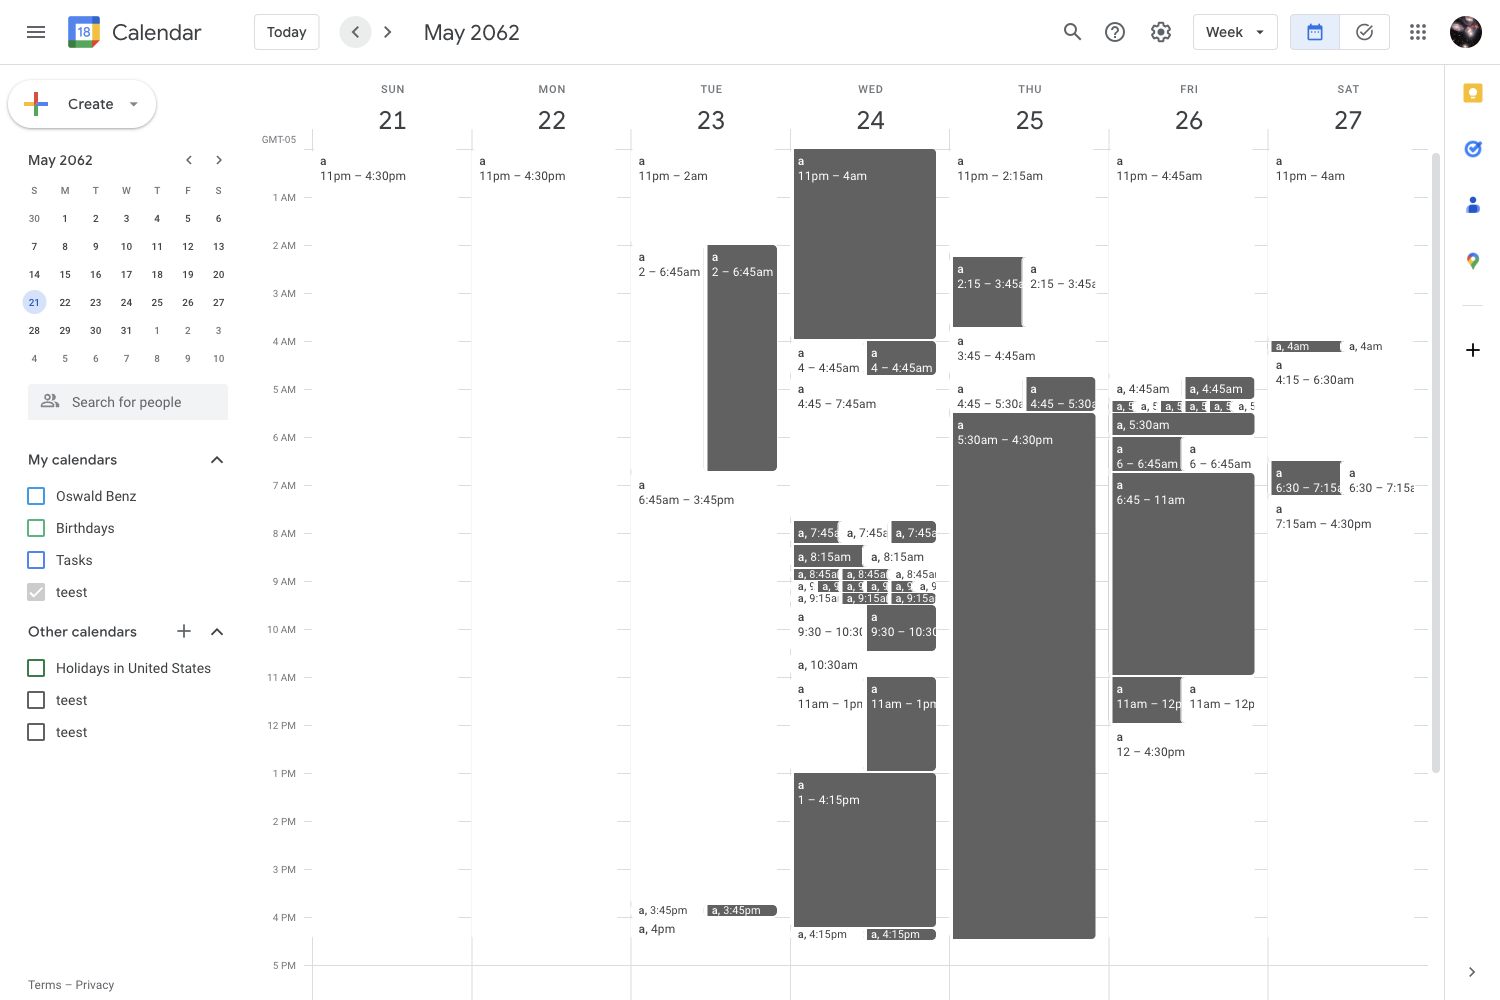 18 Calendar Today May 2062 Week
Create
SUN MON TUE WED THU FRI SAT
21 22 23 24 25 26 27
GMT-05
May 2062
S M T W T F S
30 1 2 3 4 5 6
7 8 9 10 11 12 13
14 15 16 17 18 19 20
21 22 23 24 25 26 27
28 29 30 31 1 2 3
4 5 6 7 8 9 10
Search for people
My calendars
Oswald Benz
Birthdays
Tasks
teest
Other calendars
Holidays in United States
teest
teest
Terms – Privacy
1 AM
2 AM
3 AM
4 AM
5 AM
6 AM
7 AM
8 AM
9 AM
10 AM
11 AM
12 PM
1 PM
2 PM
3 PM
4 PM
5 PM
a
11pm – 4:30pm
a
11pm – 4:30pm
a
11pm – 2am
a
2 – 6:45am
a
2 – 6:45am
a
6:45am – 3:45pm
a, 3:45pm
a, 3:45pm
a, 4pm
a
11pm – 4am
a
4 – 4:45am
a
4 – 4:45am
a
4:45 – 7:45am
a, 7:45a
a, 7:45a
a, 7:45a
a, 8:15am
a, 8:15am
a, 8:45a
a, 8:45a
a, 8:45a
a, 9
a, 9
a, 9
a, 9
a, 9
a, 9
a, 9:15a
a, 9:15a
a, 9:15a
a
9:30 – 10:30
a
9:30 – 10:30
a, 10:30am
a
11am – 1pm
a
11am – 1pm
a
1 – 4:15pm
a, 4:15pm
a, 4:15pm
a
11pm – 2:15am
a
2:15 – 3:45a
a
2:15 – 3:45a
a
3:45 – 4:45am
a
4:45 – 5:30a
a
4:45 – 5:30a
a
5:30am – 4:30pm
a
11pm – 4:45am
a, 4:45am
a, 4:45am
a, 5
a, 5
a, 5
a, 5
a, 5
a, 5
a, 5:30am
a
6 – 6:45am
a
6 – 6:45am
a
6:45 – 11am
a
11am – 12p
a
11am – 12p
a
12 – 4:30pm
a
11pm – 4am
a, 4am
a, 4am
a
4:15 – 6:30am
a
6:30 – 7:15a
a
6:30 – 7:15a
a
7:15am – 4:30pm